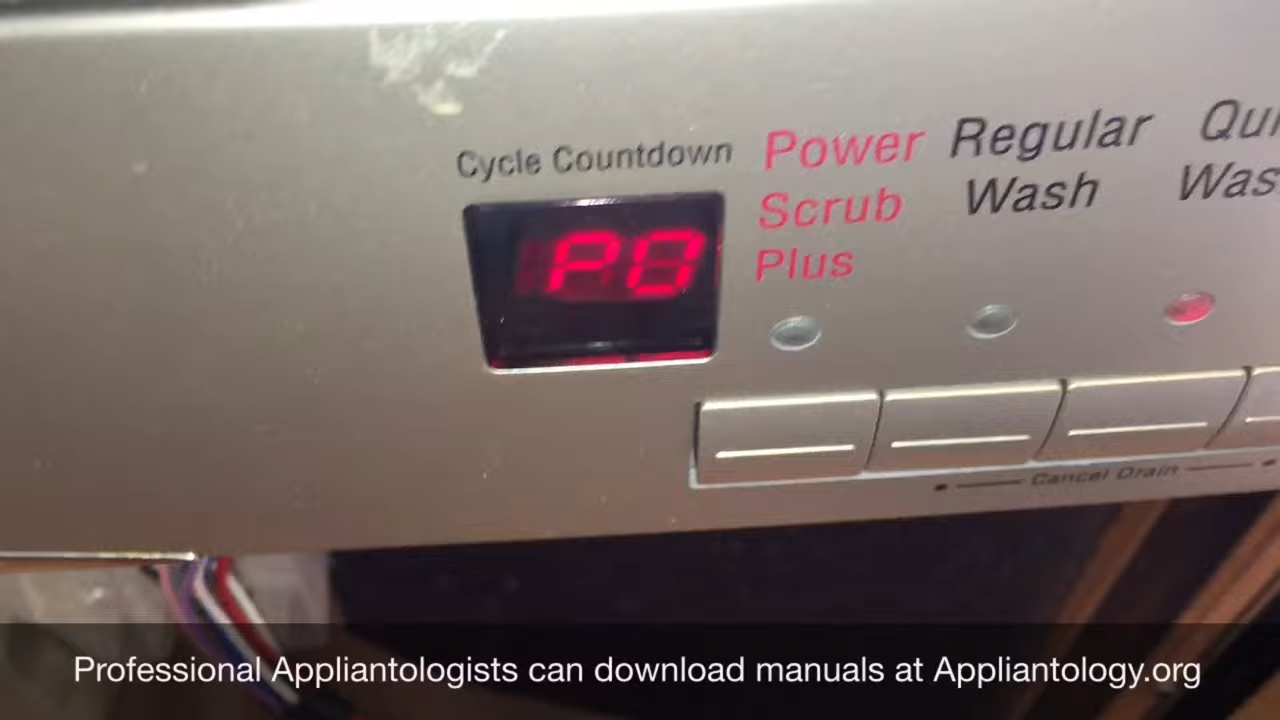 Cycle Countdown
P0
Power
Scrub
Plus
Regular
Wash
Cancel Drain
Professional Appliantologists can download manuals at Appliantology.org